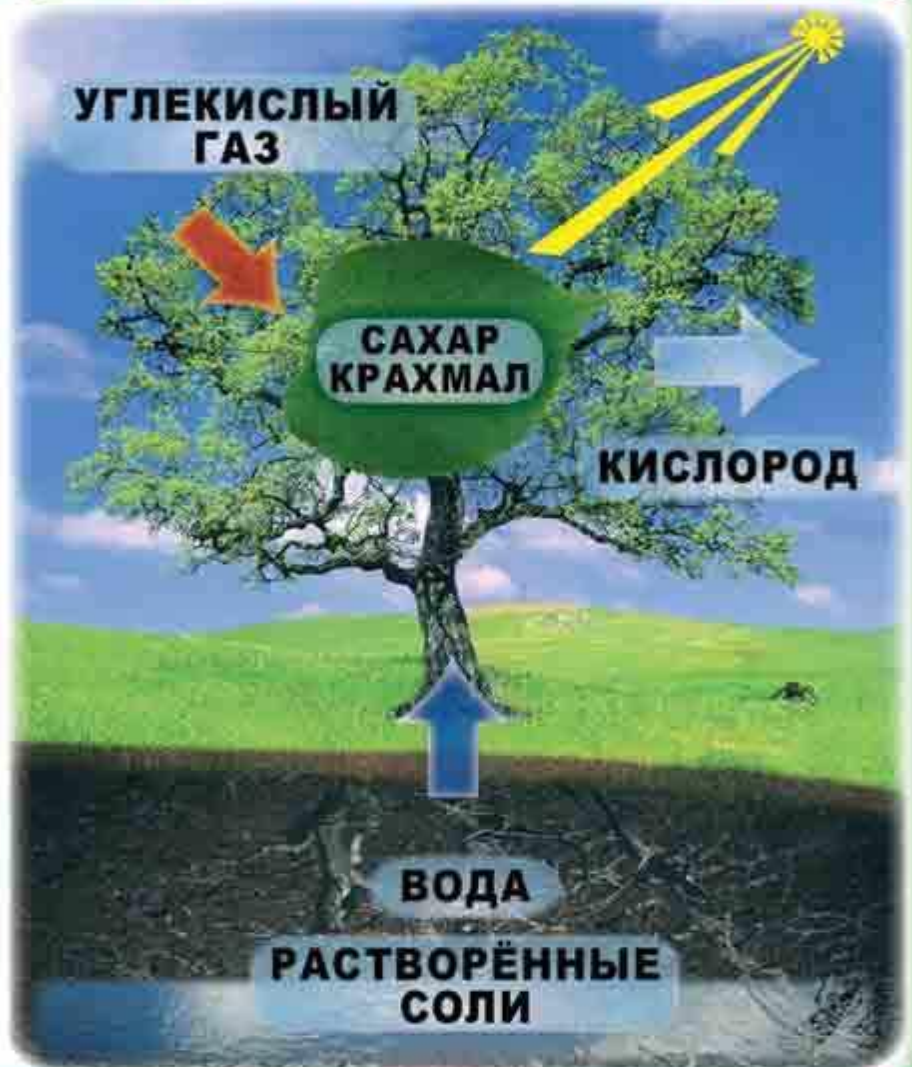 УГЛЕКИСЛЫЙ
ГАЗ
САХАР
КРАХМАЛ
КИСЛОРОД
ВОДА
РАСТВОРЁННЫЕ
СОЛИ